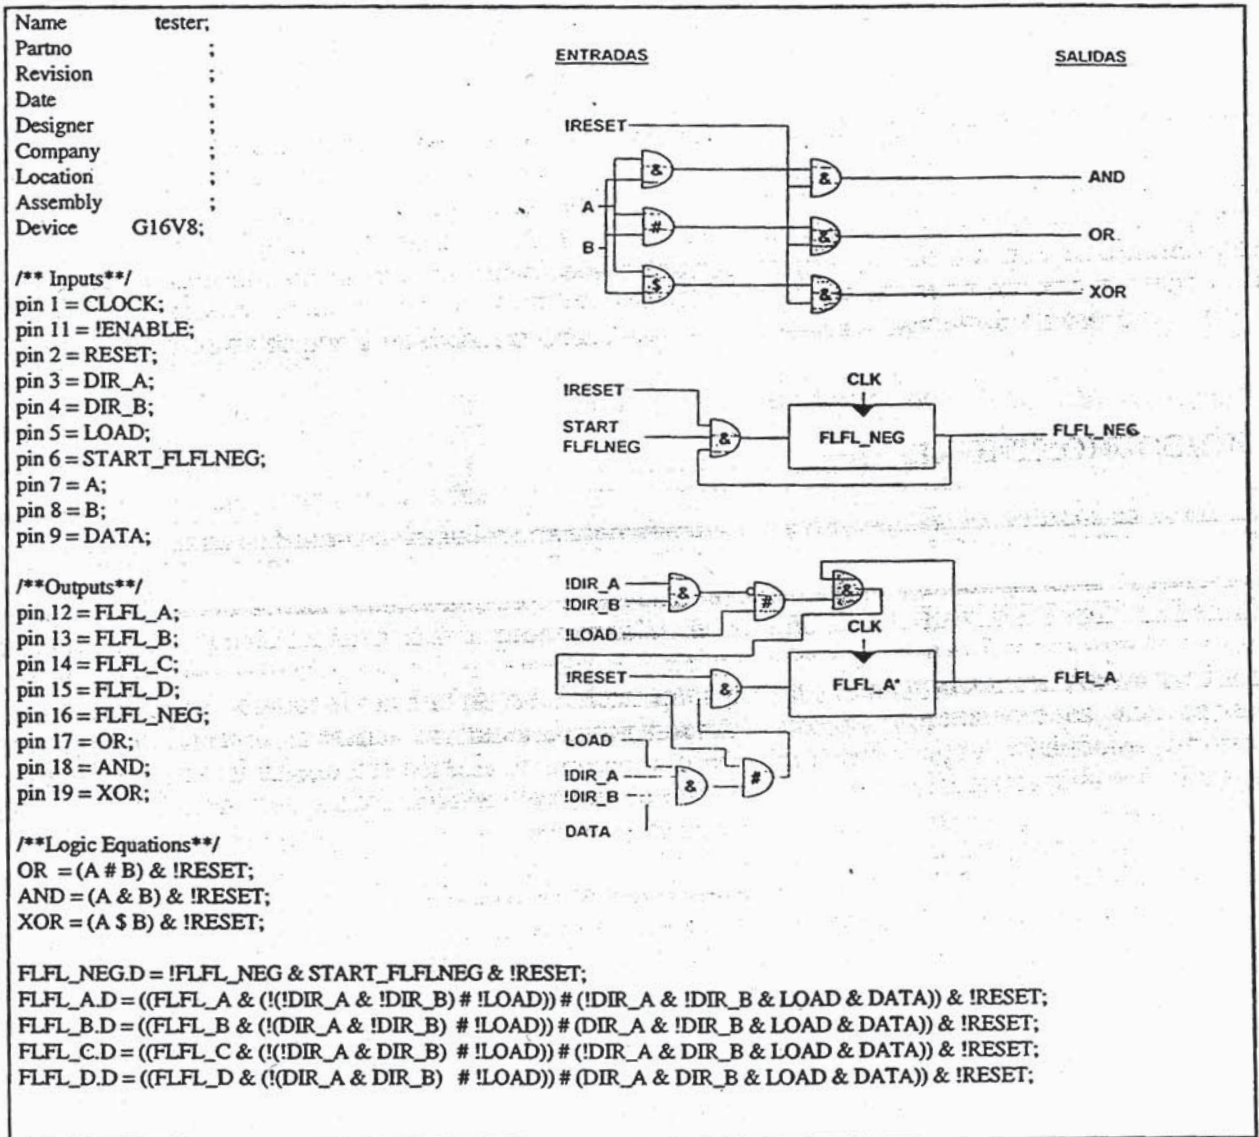 Name tester;
Partno ;
Revision ;
Date ;
Designer ;
Company ;
Location ;
Assembly ;
Device G16V8;
/** Inputs**/
pin 1 = CLOCK;
pin 11 = !ENABLE;
pin 2 = RESET;
pin 3 = DIR_A;
pin 4 = DIR_B;
pin 5 = LOAD;
pin 6 = START_FLFLNEG;
pin 7 = A;
pin 8 = B;
pin 9 = DATA;
/**Outputs**/
pin 12 = FLFL_A;
pin 13 = FLFL_B;
pin 14 = FLFL_C;
pin 15 = FLFL_D;
pin 16 = FLFL_NEG;
pin 17 = OR;
pin 18 = AND;
pin 19 = XOR;
/**Logic Equations**/
OR = (A # B) & !RESET;
AND = (A & B) & !RESET;
XOR = (A $ B) & !RESET;
FLFL_NEG.D = !FLFL_NEG & START_FLFLNEG & !RESET;
FLFL_A.D = ((FLFL_A & (!(!DIR_A & !DIR_B) # !LOAD)) # (!DIR_A & !DIR_B & LOAD & DATA)) & !RESET;
FLFL_B.D = ((FLFL_B & (!(DIR_A & !DIR_B) # !LOAD)) # (DIR_A & !DIR_B & LOAD & DATA)) & !RESET;
FLFL_C.D = ((FLFL_C & (!(!DIR_A & DIR_B) # !LOAD)) # (!DIR_A & DIR_B & LOAD & DATA)) & !RESET;
FLFL_D.D = ((FLFL_D & (!(DIR_A & DIR_B) # !LOAD)) # (DIR_A & DIR_B & LOAD & DATA)) & !RESET;
ENTRADAS SALIDAS
!RESET
& & AND
A
# & OR
B
$ & XOR
!RESET CLK
START
FLFLNEG & FLFL_NEG FLFL_NEG
!DIR_A
& # &
!DIR_B
!LOAD CLK
!RESET & FLFL_A* FLFL_A
LOAD
!DIR_A & #
!DIR_B
DATA